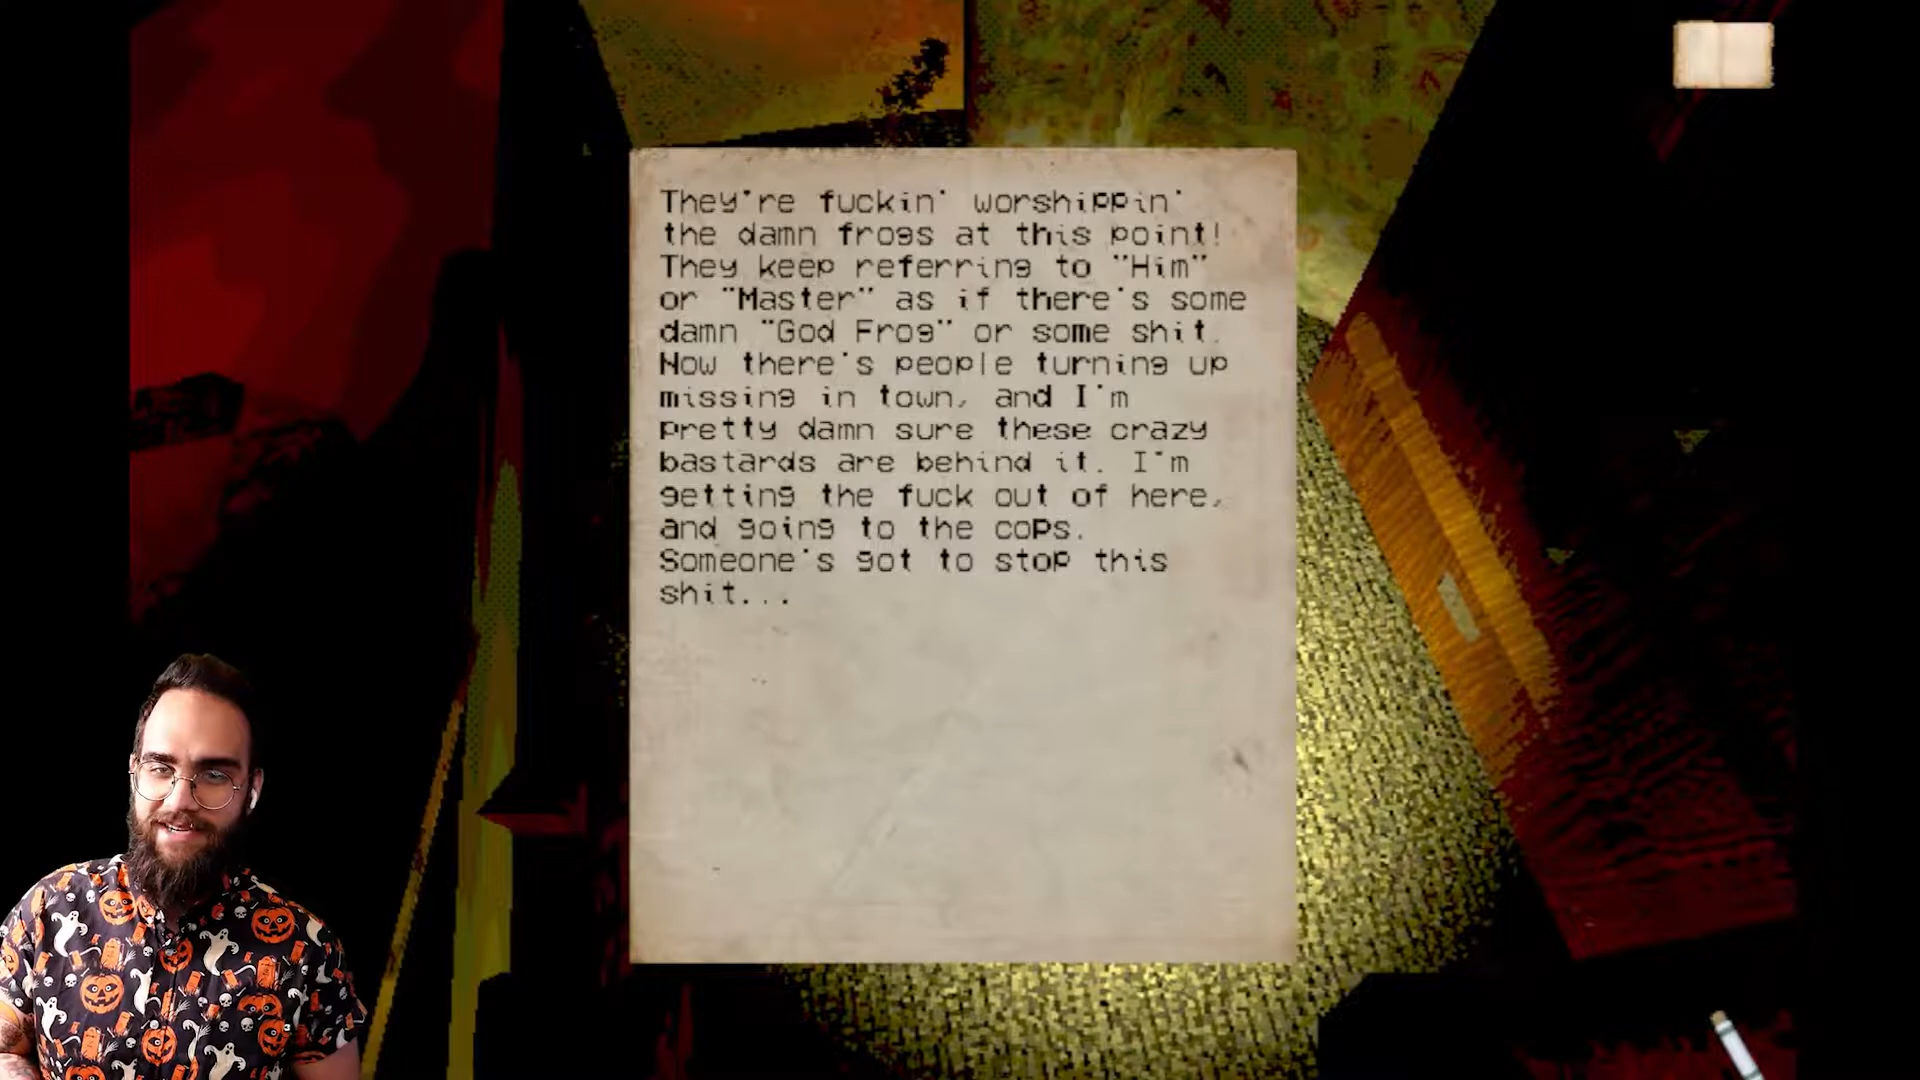 They're fuckin' worshippin'
the damn frogs at this point!
They keep referring to "Him"
or "Master" as if there's some
damn "God Frog" or some shit.
Now there's people turning up
missing in town, and I'm
pretty damn sure these crazy
bastards are behind it. I'm
getting the fuck out of here,
and going to the cops.
Someone's got to stop this
shit...